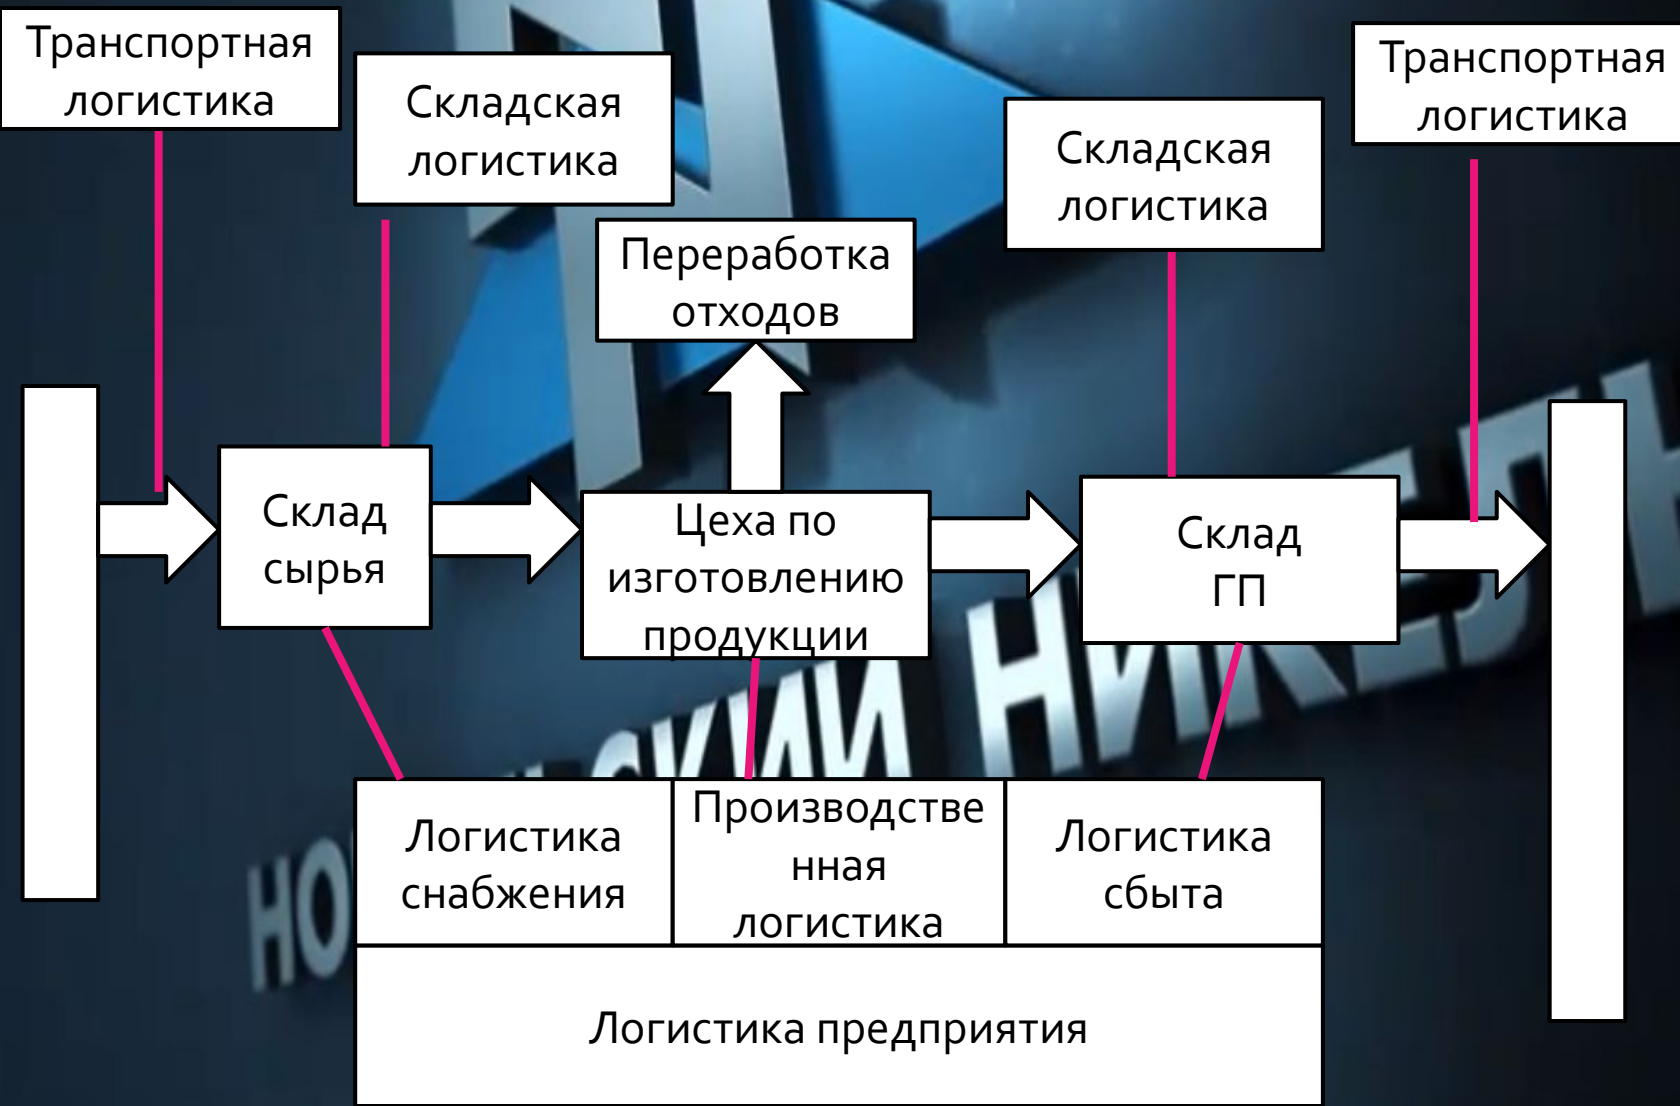 Транспортная
логистика
Складская
логистика
Складская
логистика
Транспортная
логистика
Переработка
отходов
Склад
сырья
Цеха по
изготовлению
продукции
Склад
ГП
Логистика
снабжения
Производстве
нная
логистика
Логистика
сбыта
Логистика предприятия